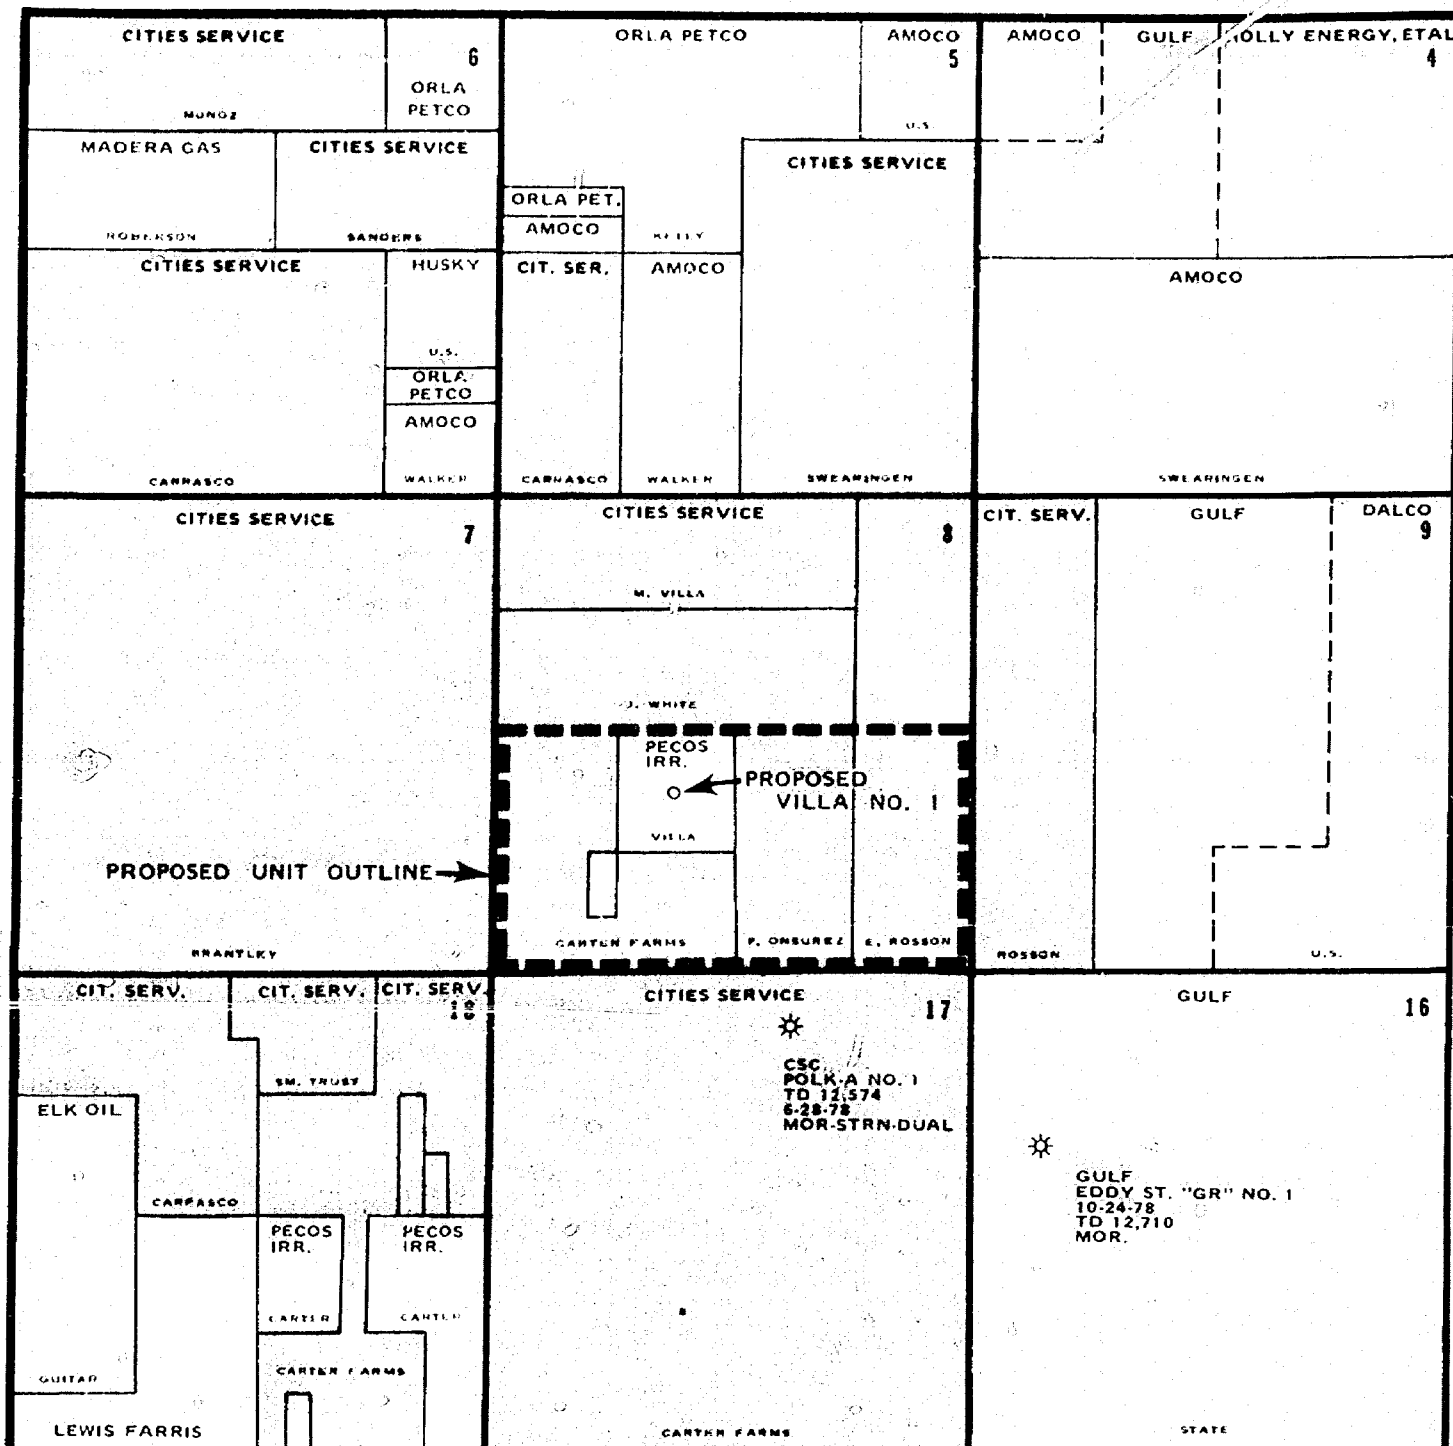 CITIES SERVICE
6
ORLA
PETCO
MUNOZ
MADERA GAS
CITIES SERVICE
ROBERSON
SANDERS
CITIES SERVICE
HUSKY
U.S.
ORLA
PETCO
AMOCO
CARRASCO
WALKER
ORLA PETCO
AMOCO
5
U.S.
CITIES SERVICE
ORLA PET.
AMOCO
KELLY
CIT. SER.
AMOCO
CARRASCO
WALKER
SWEARINGEN
AMOCO
GULF
HOLLY ENERGY, ETAL
4
AMOCO
SWEARINGEN
CITIES SERVICE
7
PROPOSED UNIT OUTLINE
BRANTLEY
CITIES SERVICE
8
M. VILLA
J. WHITE
PECOS
IRR.
PROPOSED
VILLA NO. 1
VILLA
CARTER FARMS
P. ONSUREZ
E. ROSSON
CIT. SERV.
GULF
DALCO
9
ROSSON
U.S.
CIT. SERV.
CIT. SERV.
CIT. SERV.
18
SM. TRUST
ELK OIL
CARRASCO
PECOS
IRR.
PECOS
IRR.
CARTER
CARTER
GUITAR
CARTER FARMS
LEWIS FARRIS
CITIES SERVICE
17
CSC
POLK-A NO. 1
TD 12,574
6-28-78
MOR-STRN-DUAL
CARTER FARMS
GULF
16
GULF
EDDY ST. "GR" NO. 1
10-24-78
TD 12,710
MOR.
STATE